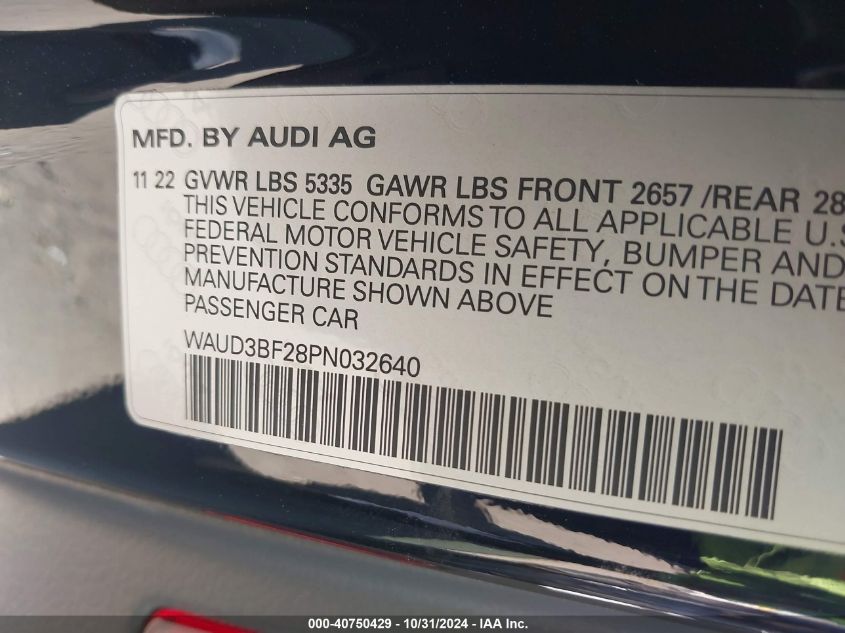 MFD. BY AUDI AG
11 22 GVWR LBS 5335 GAWR LBS FRONT 2657 /REAR 28
THIS VEHICLE CONFORMS TO ALL APPLICABLE U.S
FEDERAL MOTOR VEHICLE SAFETY, BUMPER AND
PREVENTION STANDARDS IN EFFECT ON THE DATE
MANUFACTURE SHOWN ABOVE
PASSENGER CAR
WAUD3BF28PN032640
000-40750429 - 10/31/2024 - IAA Inc.